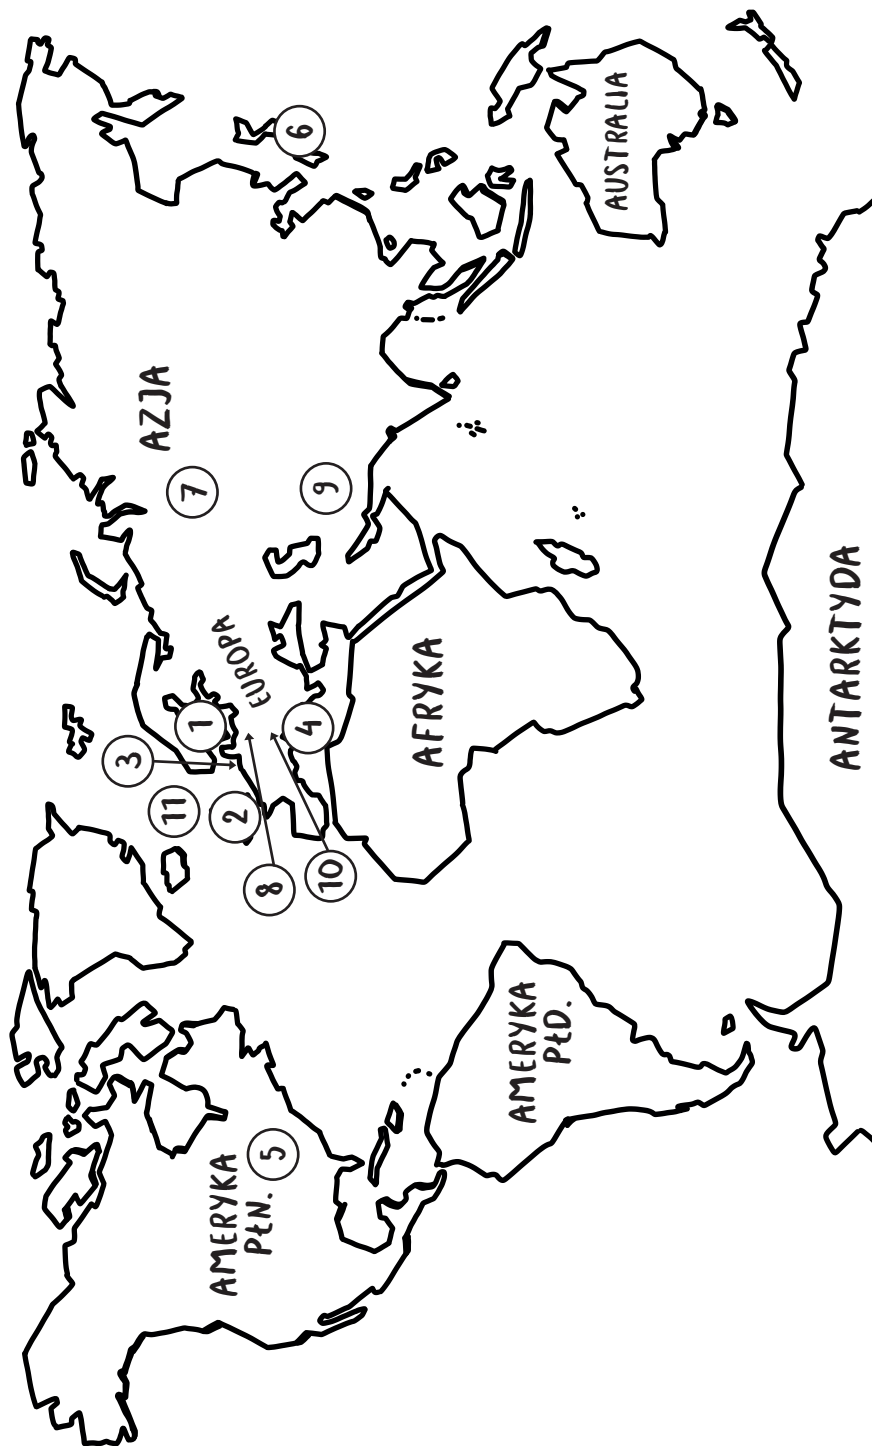 3
AZJA
11
7
1
AMERYKA
PŁN.
2
EUROPA
8
5
6
4
9
10
AFRYKA
AMERYKA
PŁD.
AUSTRALIA
ANTARKTYDA